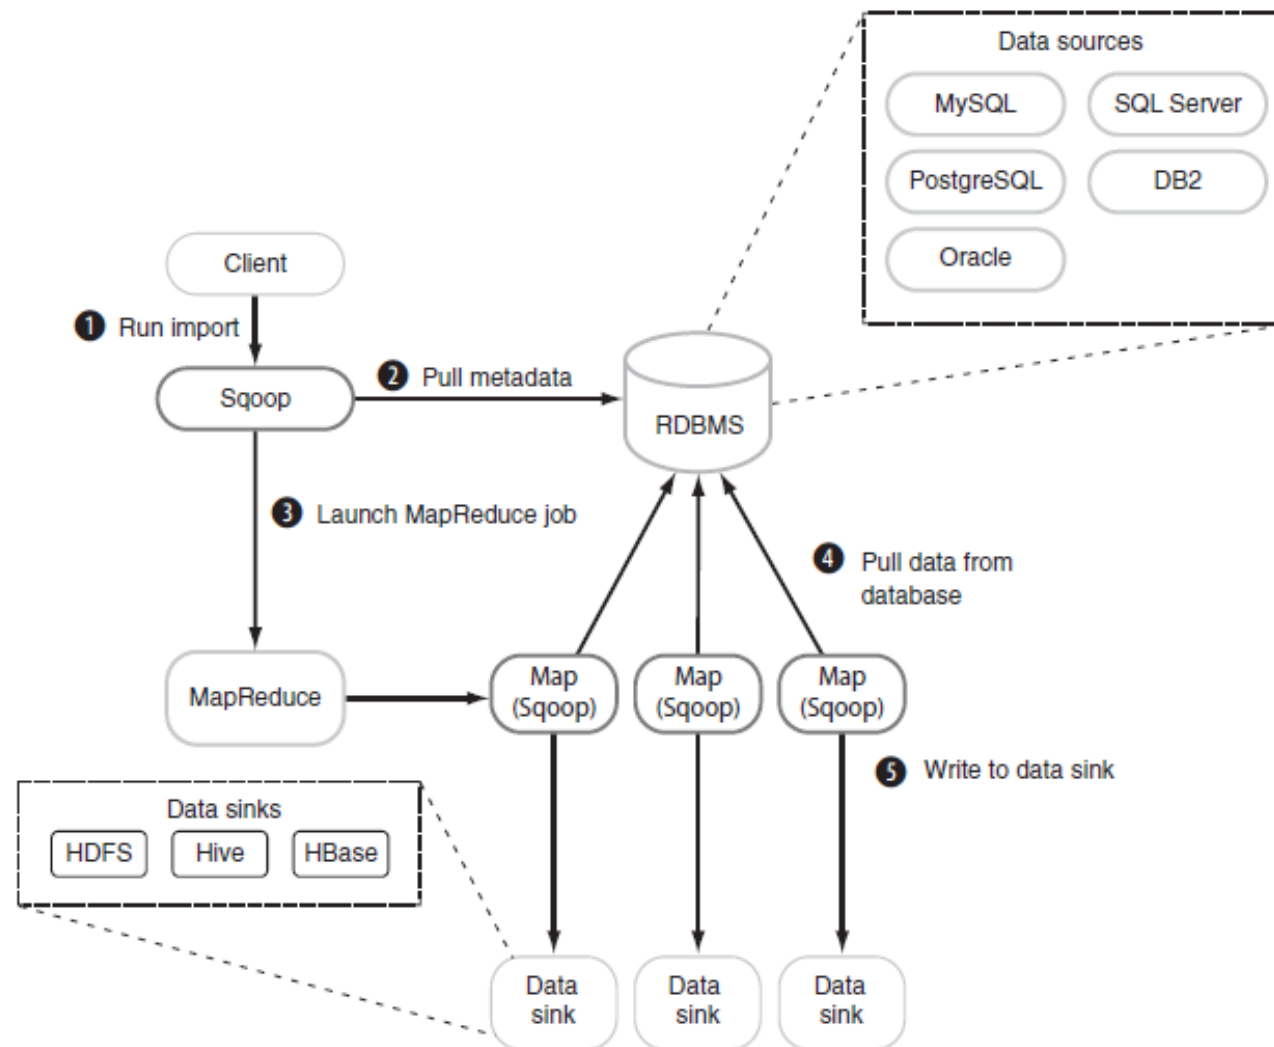 Data sources
MySQL
SQL Server
PostgreSQL
DB2
Oracle
Client
1 Run import
Sqoop
2 Pull metadata
RDBMS
3 Launch MapReduce job
4 Pull data from
database
MapReduce
Map
(Sqoop)
Map
(Sqoop)
Map
(Sqoop)
5 Write to data sink
Data sinks
HDFS
Hive
HBase
Data
sink
Data
sink
Data
sink